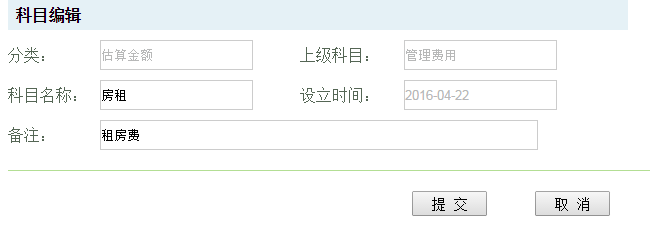 科目编辑
分类： 估算金额 上级科目： 管理费用
科目名称： 房租 设立时间： 2016-04-22
备注： 租房费
提 交 取 消